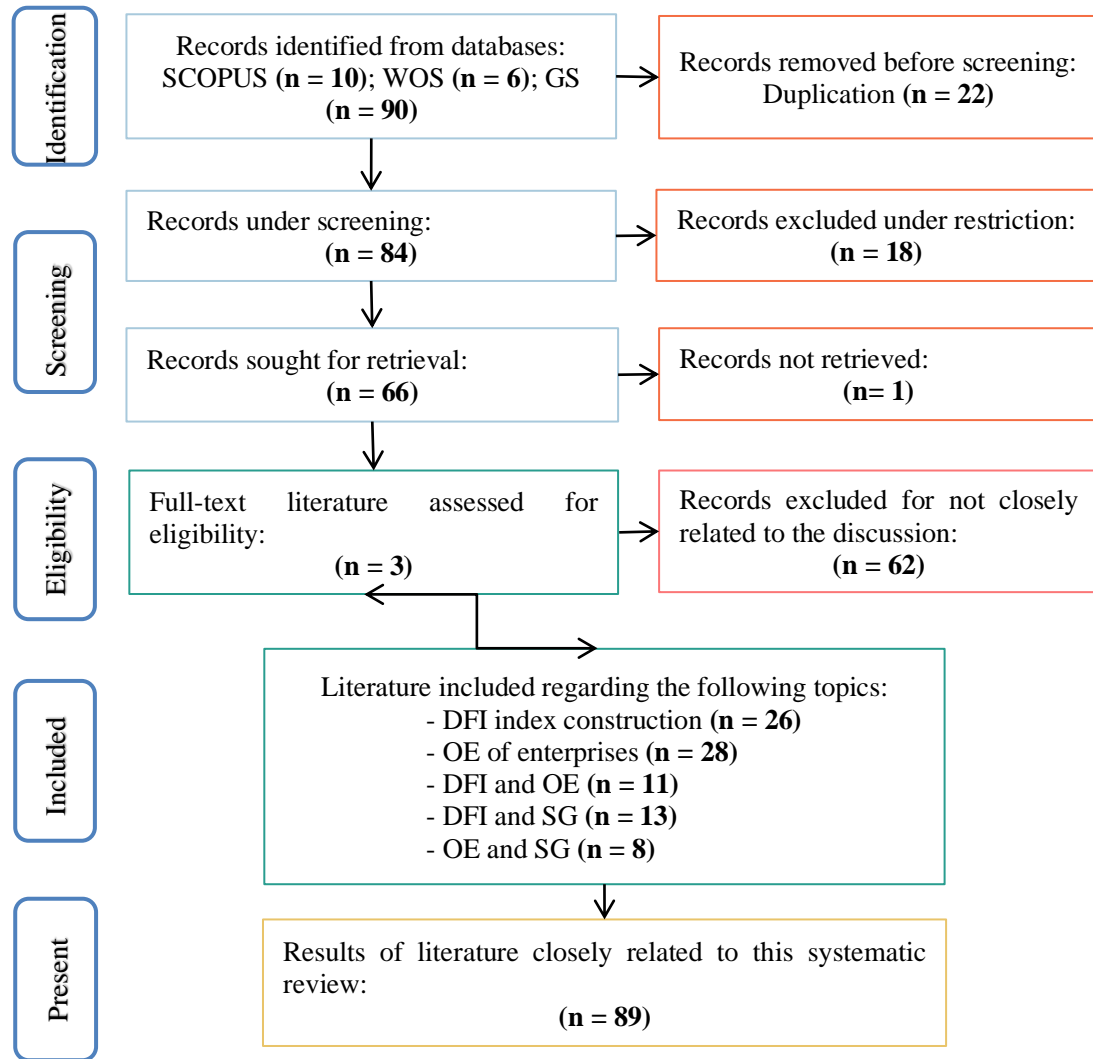 Identification
Records identified from databases:
SCOPUS (n = 10); WOS (n = 6); GS
(n = 90)
Records removed before screening:
Duplication (n = 22)
Screening
Records under screening:
(n = 84)
Records excluded under restriction:
(n = 18)
Records sought for retrieval:
(n = 66)
Records not retrieved:
(n= 1)
Eligibility
Full-text literature assessed for
eligibility:
(n = 3)
Records excluded for not closely
related to the discussion:
(n = 62)
Included
Literature included regarding the following topics:
- DFI index construction (n = 26)
- OE of enterprises (n = 28)
- DFI and OE (n = 11)
- DFI and SG (n = 13)
- OE and SG (n = 8)
Present
Results of literature closely related to this systematic
review:
(n = 89)